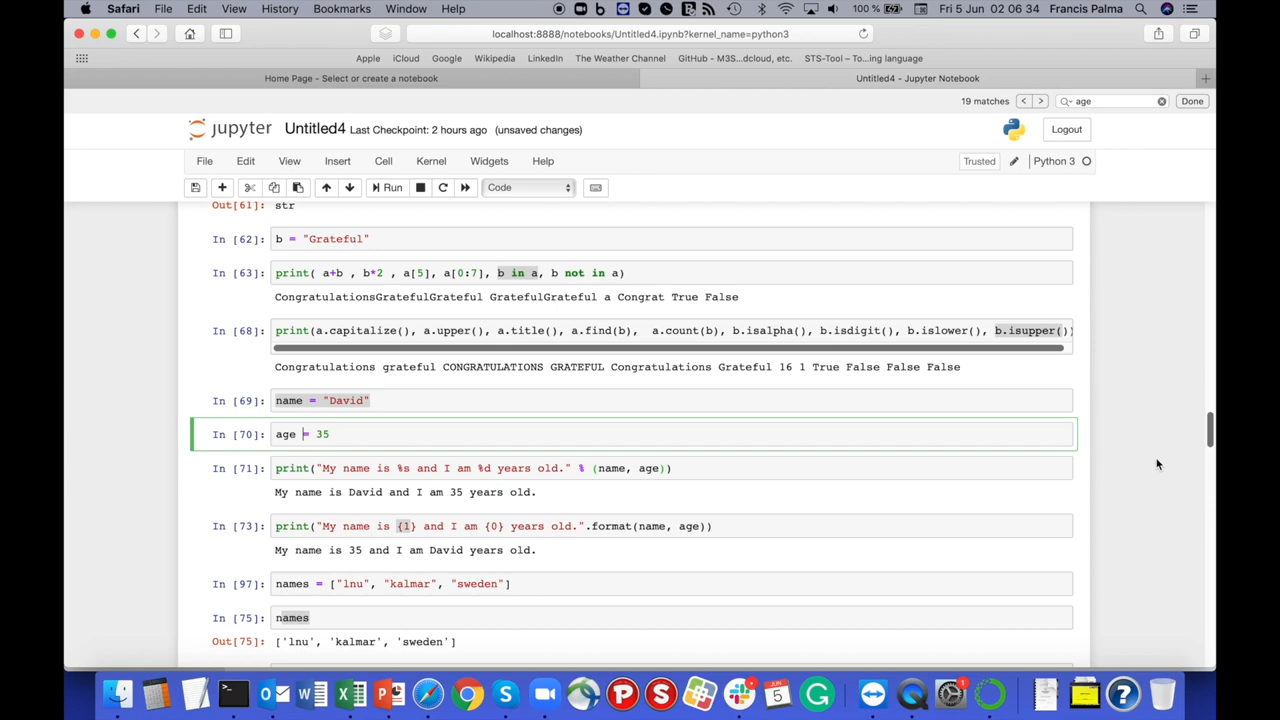 Safari File Edit View History Bookmarks Window Help 100 % Fri 5 Jun 02 06 34 Francis Palma
localhost:8888/notebooks/Untitled4.ipynb?kernel_name=python3
Apple iCloud Google Wikipedia LinkedIn The Weather Channel GitHub - M3S...dcloud, etc. STS-Tool – To...ing language
Home Page - Select or create a notebook Untitled4 - Jupyter Notebook
19 matches age Done
jupyter Untitled4 Last Checkpoint: 2 hours ago (unsaved changes) Logout
File Edit View Insert Cell Kernel Widgets Help Trusted Python 3
Run Code
Out[61]: str
In [62]: b = "Grateful"
In [63]: print( a+b , b*2 , a[5], a[0:7], b in a, b not in a)
CongratulationsGratefulGrateful GratefulGrateful a Congrat True False
In [68]: print(a.capitalize(), a.upper(), a.title(), a.find(b),  a.count(b), b.isalpha(), b.isdigit(), b.islower(), b.isupper())
Congratulations grateful CONGRATULATIONS GRATEFUL Congratulations Grateful 16 1 True False False False
In [69]: name = "David"
In [70]: age = 35
In [71]: print("My name is %s and I am %d years old." % (name, age))
My name is David and I am 35 years old.
In [73]: print("My name is {1} and I am {0} years old.".format(name, age))
My name is 35 and I am David years old.
In [97]: names = ["lnu", "kalmar", "sweden"]
In [75]: names
Out[75]: ['lnu', 'kalmar', 'sweden']